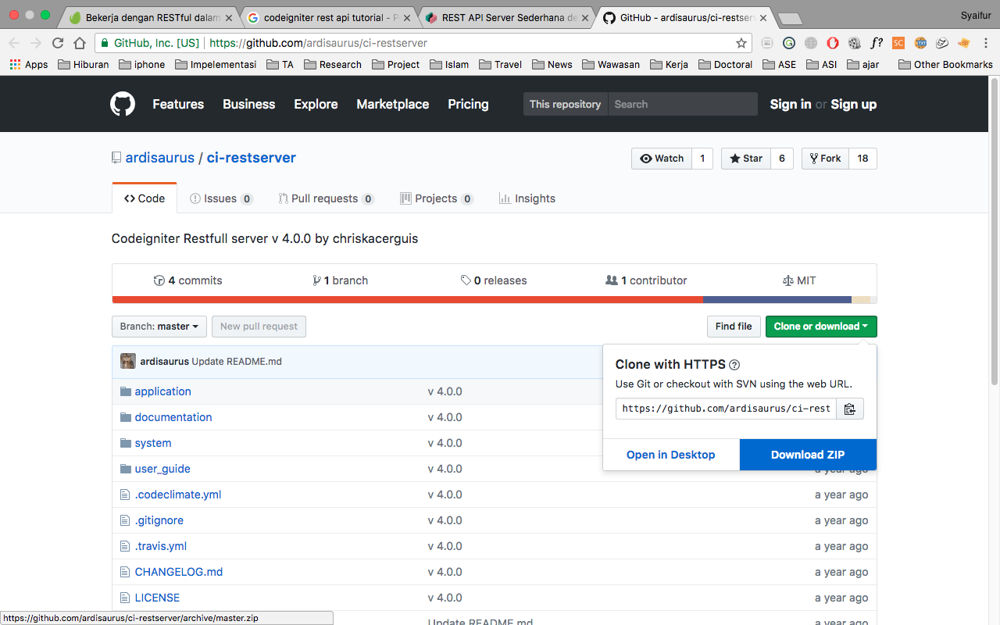 Bekerja dengan RESTful dalam
codeigniter rest api tutorial - P
REST API Server Sederhana de
GitHub - ardisaurus/ci-restserv
Syaifur
GitHub, Inc. [US]
https://github.com/ardisaurus/ci-restserver
Apps
Hiburan
iphone
Impelementasi
TA
Research
Project
Islam
Travel
News
Wawasan
Kerja
Doctoral
ASE
ASI
ajar
Other Bookmarks
Features
Business
Explore
Marketplace
Pricing
This repository
Search
Sign in or Sign up
ardisaurus / ci-restserver
Watch 1
Star 6
Fork 18
Code
Issues 0
Pull requests 0
Projects 0
Insights
Codeigniter Restfull server v 4.0.0 by chriskacerguis
4 commits
1 branch
0 releases
1 contributor
MIT
Branch: master
New pull request
Find file
Clone or download
ardisaurus Update README.md
Clone with HTTPS
Use Git or checkout with SVN using the web URL.
https://github.com/ardisaurus/ci-rest
Open in Desktop
Download ZIP
application v 4.0.0
documentation v 4.0.0
system v 4.0.0
user_guide v 4.0.0 a year ago
.codeclimate.yml v 4.0.0 a year ago
.gitignore v 4.0.0 a year ago
.travis.yml v 4.0.0 a year ago
CHANGELOG.md v 4.0.0 a year ago
LICENSE v 4.0.0 a year ago
Update README.md a year ago
https://github.com/ardisaurus/ci-restserver/archive/master.zip